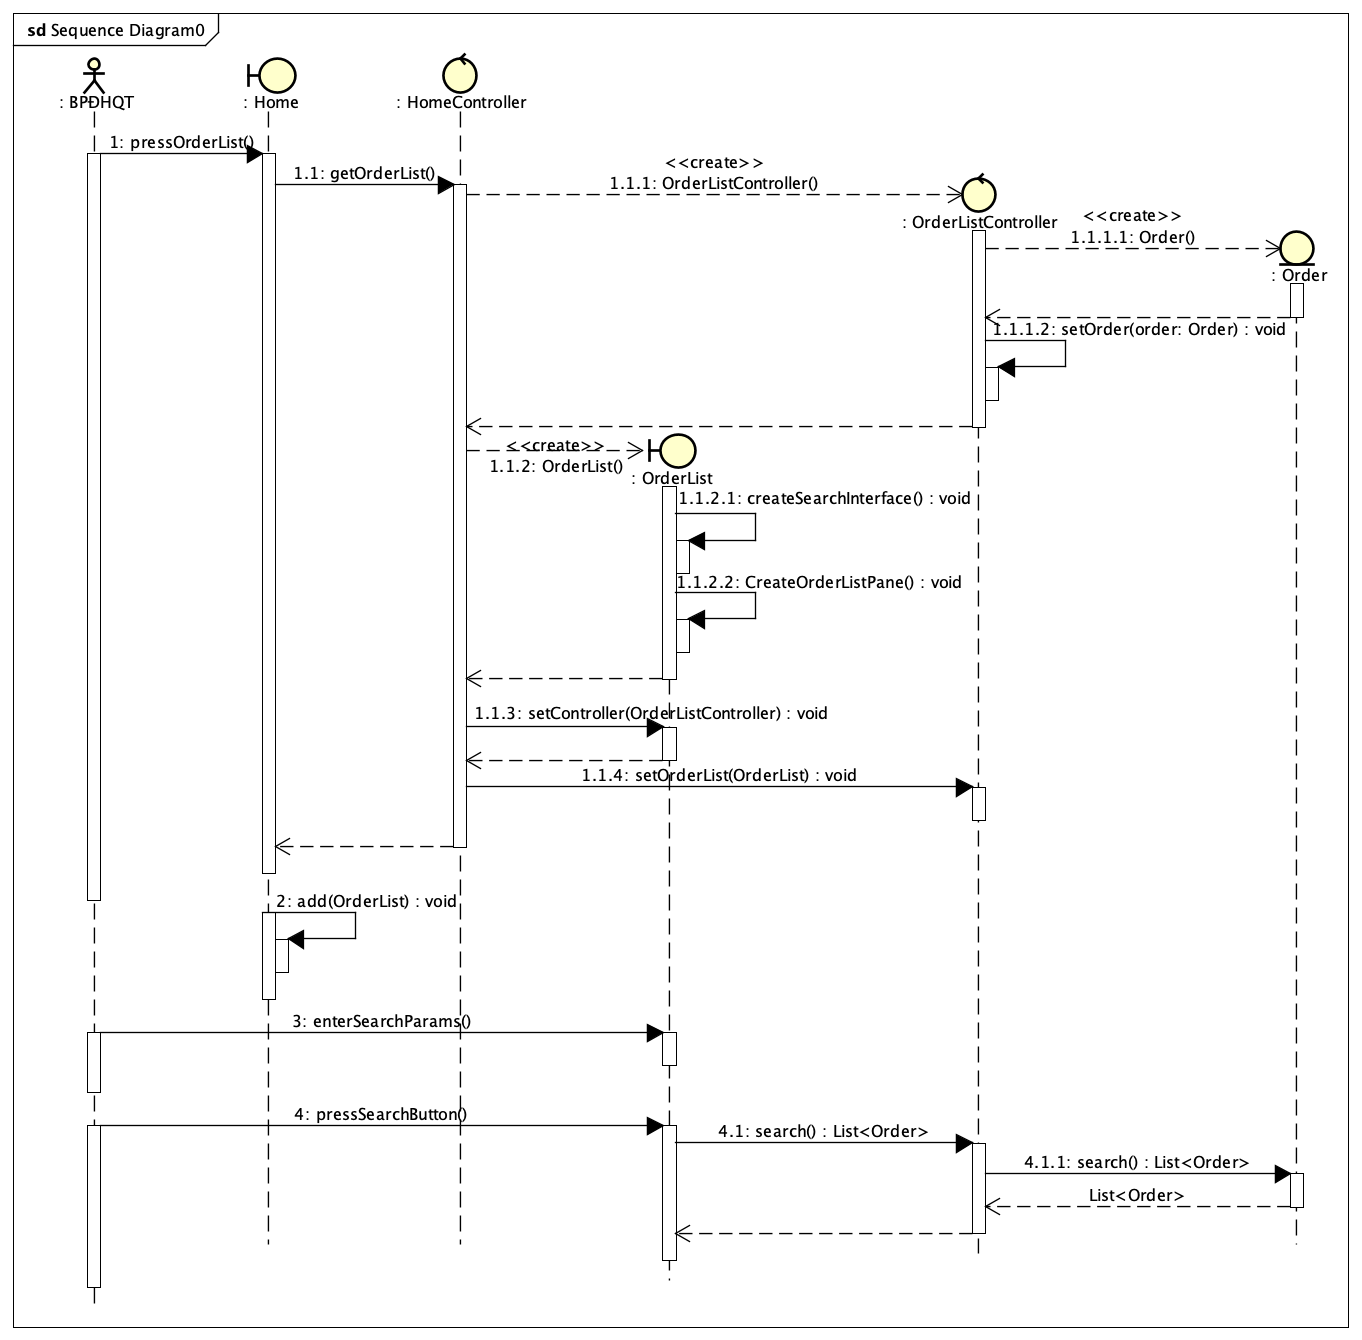 sd Sequence Diagram0
: BPĐHQT
: Home
: HomeController
1: pressOrderList()
1.1: getOrderList()
<<create>>
1.1.1: OrderListController()
: OrderListController
<<create>>
1.1.1.1: Order()
: Order
1.1.1.2: setOrder(order: Order) : void
<<create>>
1.1.2: OrderList()
: OrderList
1.1.2.1: createSearchInterface() : void
1.1.2.2: CreateOrderListPane() : void
1.1.3: setController(OrderListController) : void
1.1.4: setOrderList(OrderList) : void
2: add(OrderList) : void
3: enterSearchParams()
4: pressSearchButton()
4.1: search() : List<Order>
4.1.1: search() : List<Order>
List<Order>